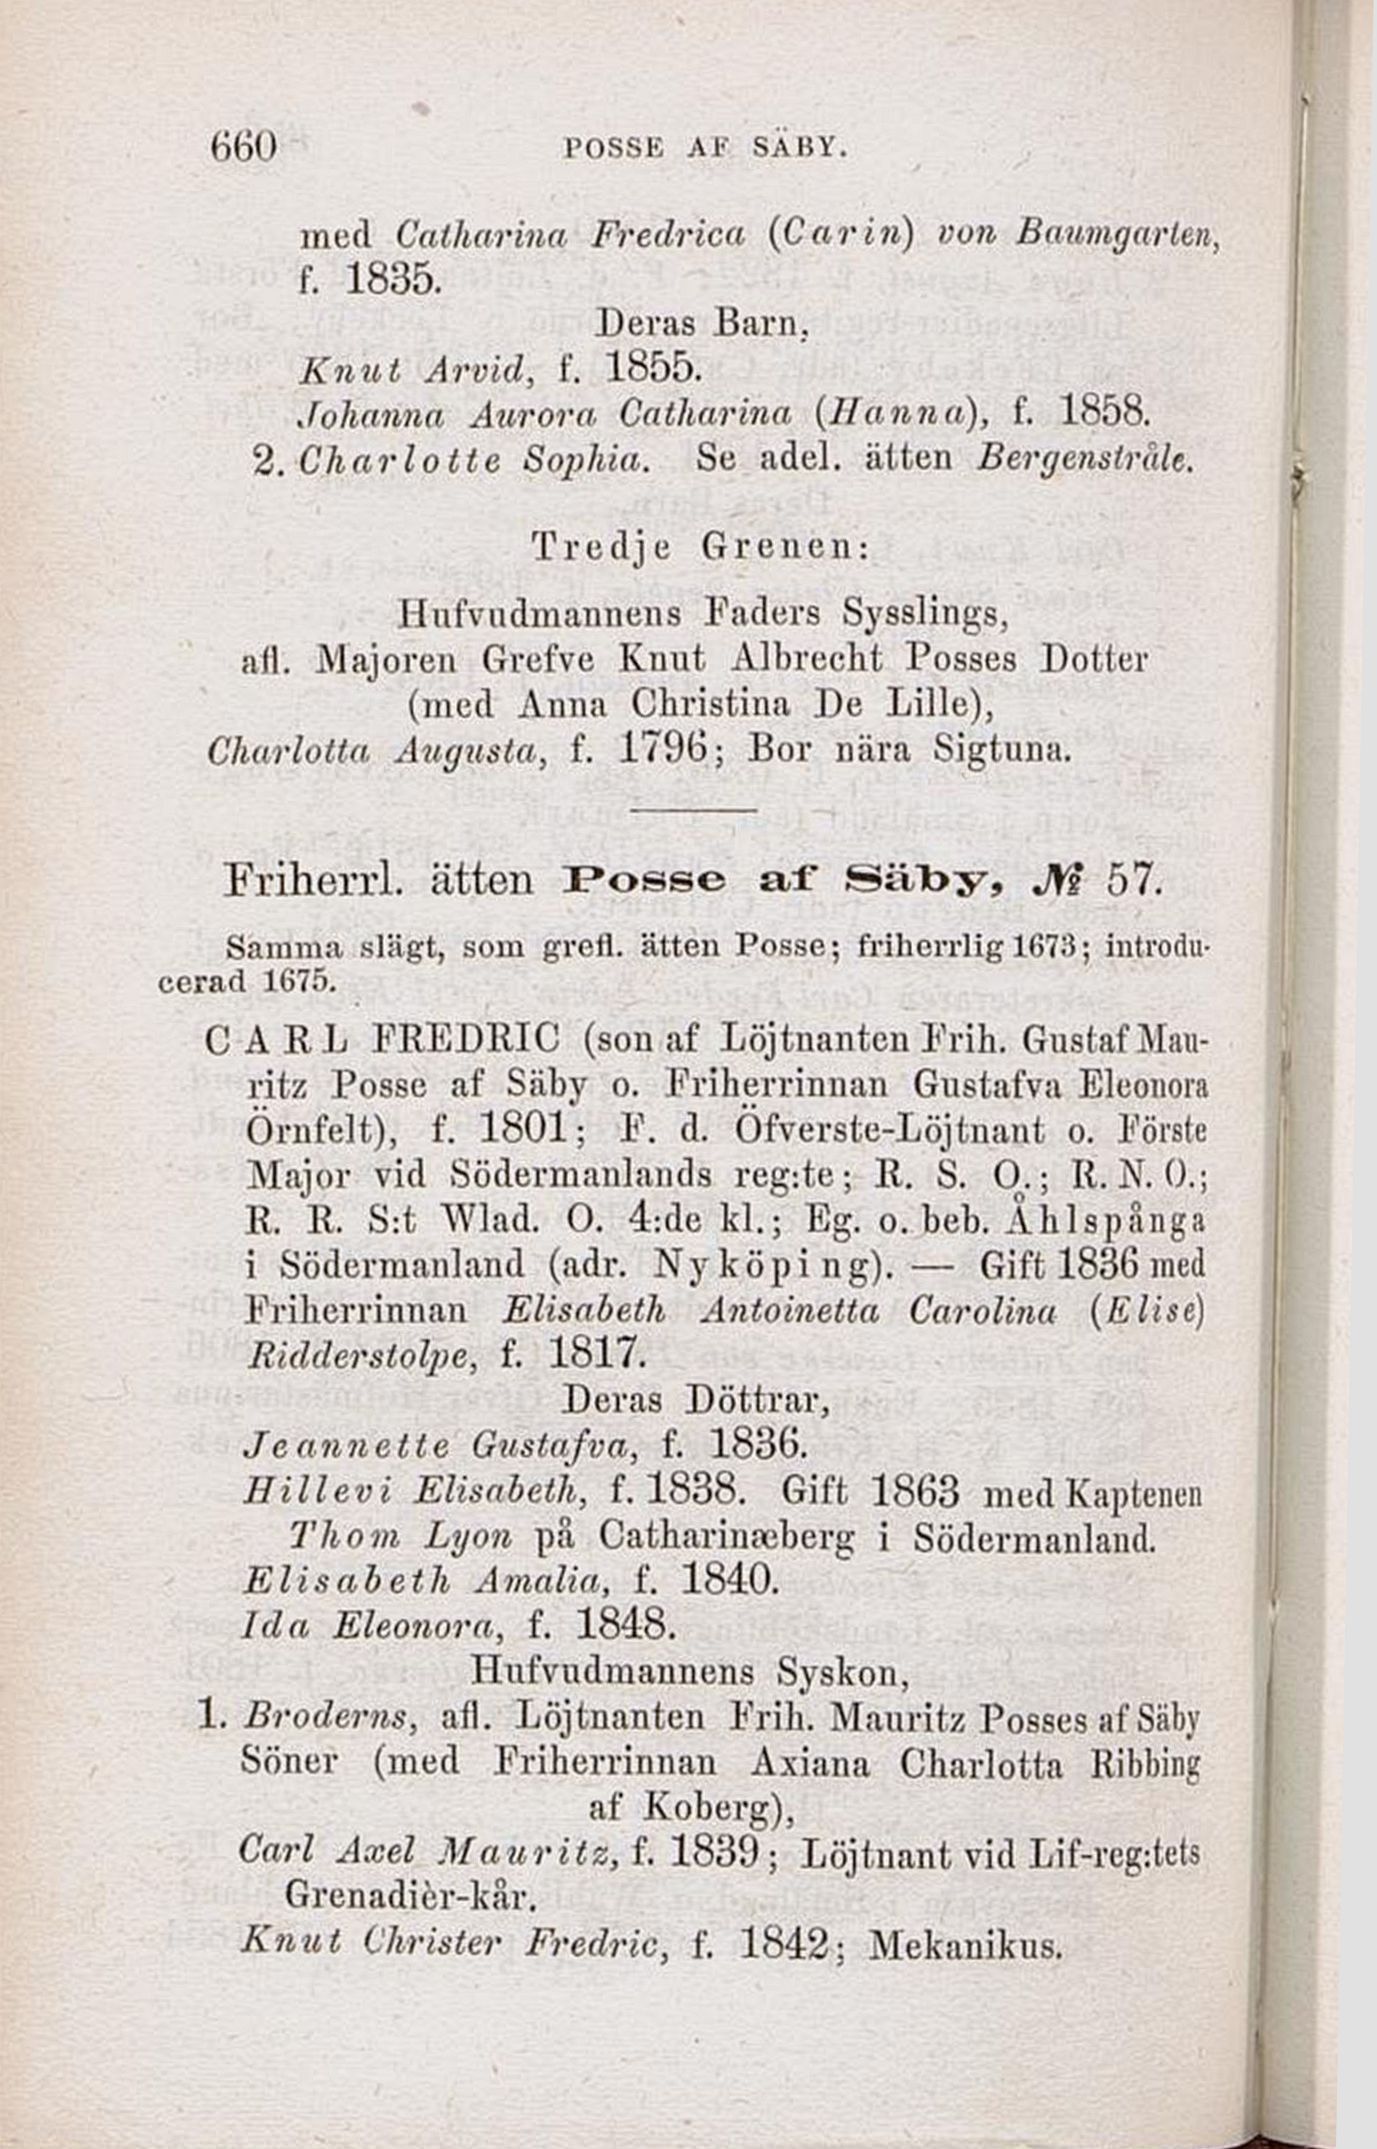 660 POSSE AF SÄBY.
med Catharina Fredrica (Carin) von Baumgarten,
f. 1835.
Deras Barn,
Knut Arvid, f. 1855.
Johanna Aurora Catharina (Hanna), f. 1858.
2. Charlotte Sophia. Se adel. ätten Bergenstråle.
Tredje Grenen:
Hufvudmannens Faders Sysslings,
afl. Majoren Grefve Knut Albrecht Posses Dotter
(med Anna Christina De Lille),
Charlotta Augusta, f. 1796; Bor nära Sigtuna.
Friherrl. ätten Posse af Säby, № 57.
Samma slägt, som grefl. ätten Posse; friherrlig 1673; introdu-
cerad 1675.
CARL FREDRIC (son af Löjtnanten Frih. Gustaf Mau-
ritz Posse af Säby o. Friherrinnan Gustafva Eleonora
Örnfelt), f. 1801; F. d. Öfverste-Löjtnant o. Förste
Major vid Södermanlands reg:te; R. S. O.; R. N. O.;
R. R. S:t Wlad. O. 4:de kl.; Eg. o. beb. Åhlspånga
i Södermanland (adr. Nyköping). — Gift 1836 med
Friherrinnan Elisabeth Antoinetta Carolina (Elise)
Ridderstolpe, f. 1817.
Deras Döttrar,
Jeannette Gustafva, f. 1836.
Hillevi Elisabeth, f. 1838. Gift 1863 med Kaptenen
Thom Lyon på Catharinæberg i Södermanland.
Elisabeth Amalia, f. 1840.
Ida Eleonora, f. 1848.
Hufvudmannens Syskon,
1. Broderns, afl. Löjtnanten Frih. Mauritz Posses af Säby
Söner (med Friherrinnan Axiana Charlotta Ribbing
af Koberg),
Carl Axel Mauritz, f. 1839; Löjtnant vid Lif-reg:tets
Grenadièr-kår.
Knut Christer Fredric, f. 1842; Mekanikus.